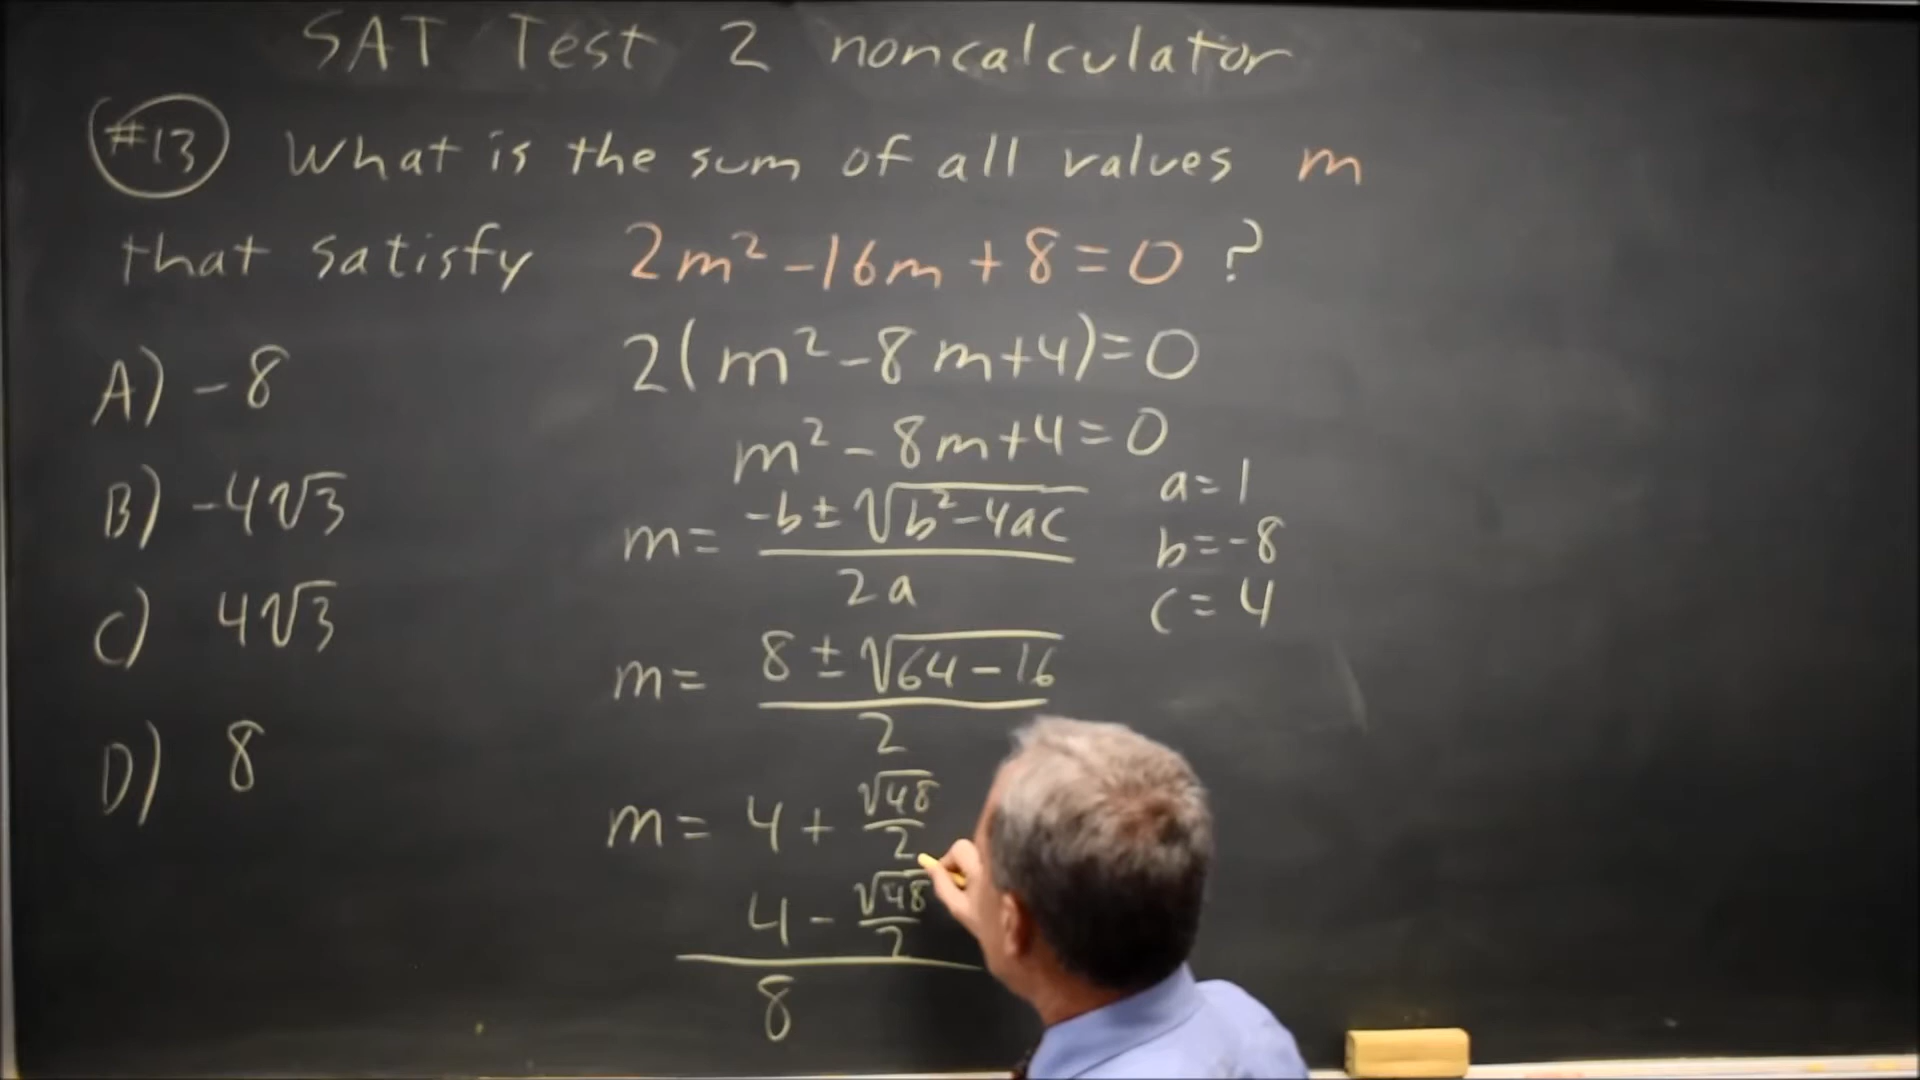 SAT Test 2 noncalculator
#13 What is the sum of all values m
that satisfy 2m² -16m + 8 = 0 ?
A) -8
B) -4√3
C) 4√3
D) 8
2(m² -8m+4)=0
m² - 8m+4=0
m= (-b ± √(b²-4ac))/2a
a=1
b=-8
c=4
m= (8 ± √(64-16))/2
m= 4 + √48/2
4 - √48/2
8